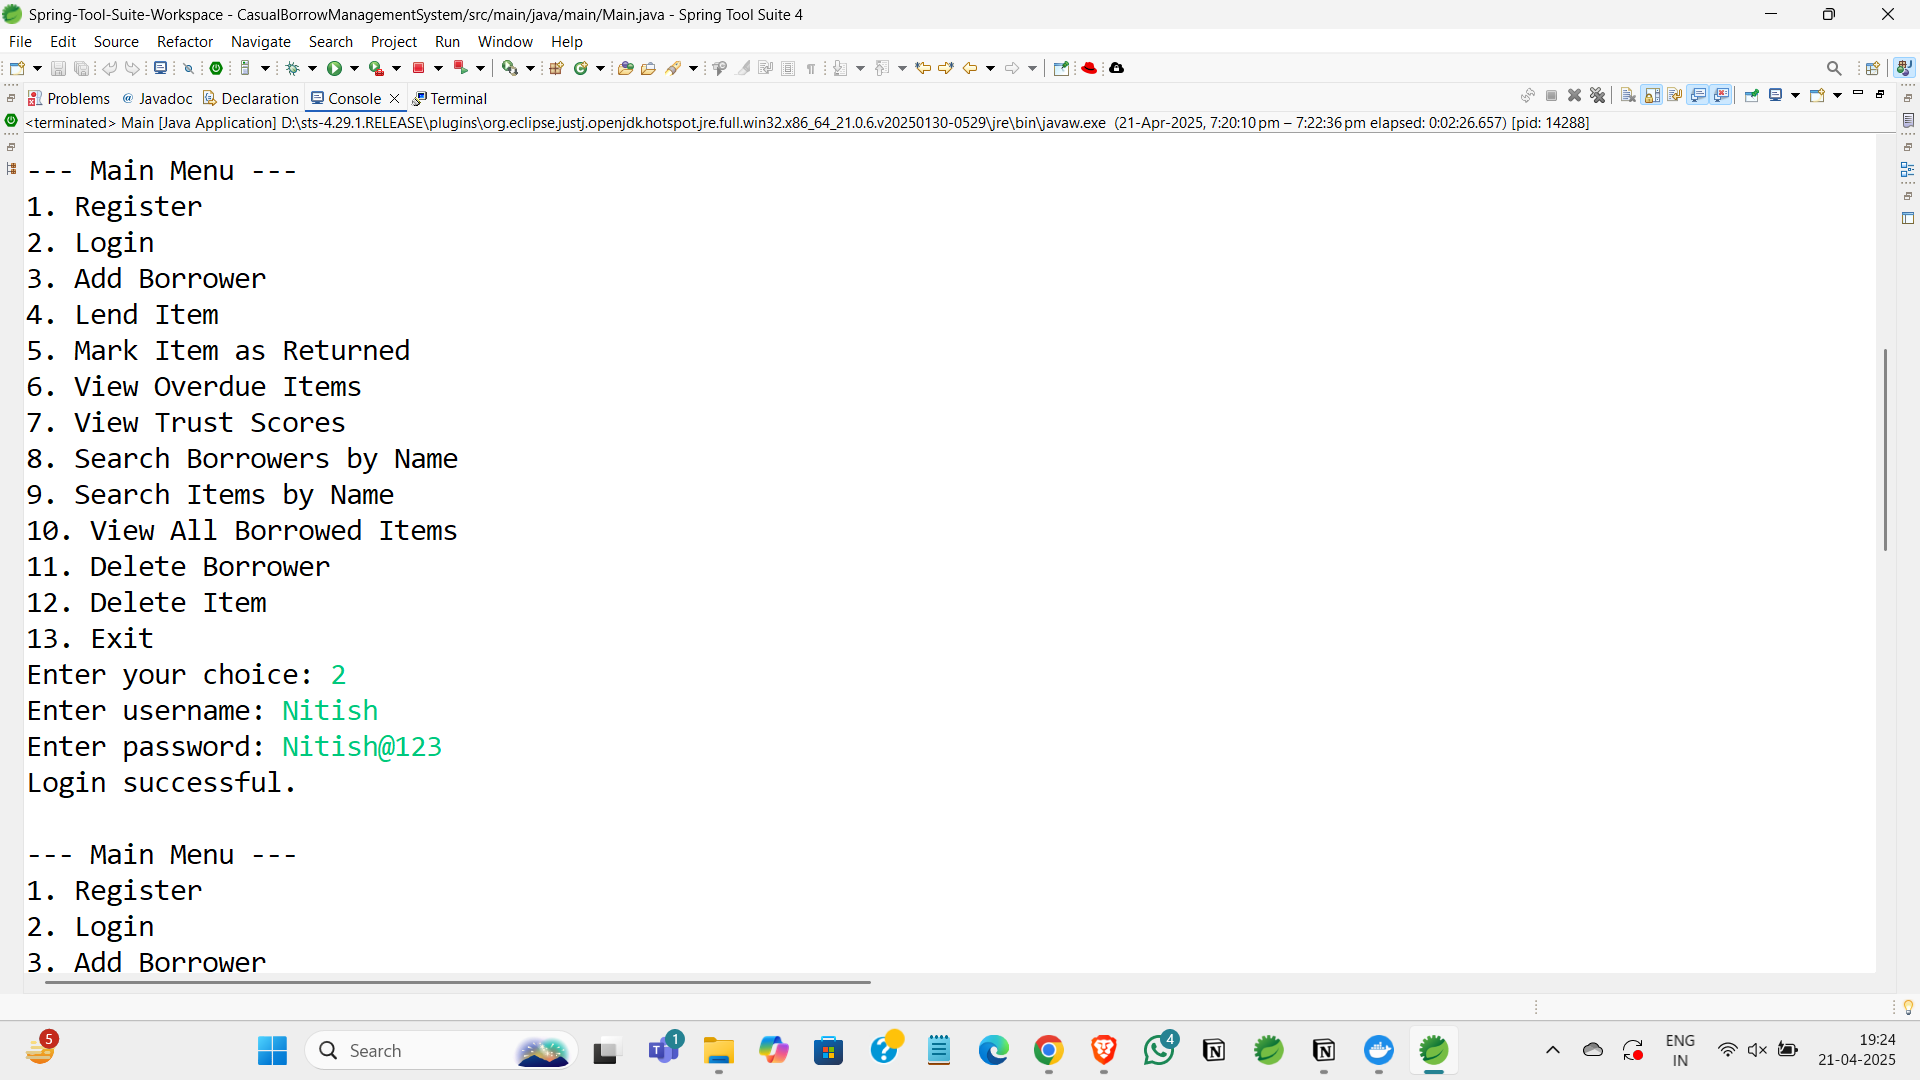 Spring-Tool-Suite-Workspace - CasualBorrowManagementSystem/src/main/java/main/Main.java - Spring Tool Suite 4
File Edit Source Refactor Navigate Search Project Run Window Help
Problems @ Javadoc Declaration Console Terminal
<terminated> Main [Java Application] D:\sts-4.29.1.RELEASE\plugins\org.eclipse.justj.openjdk.hotspot.jre.full.win32.x86_64_21.0.6.v20250130-0529\jre\bin\javaw.exe (21-Apr-2025, 7:20:10 pm – 7:22:36 pm elapsed: 0:02:26.657) [pid: 14288]
--- Main Menu ---
1. Register
2. Login
3. Add Borrower
4. Lend Item
5. Mark Item as Returned
6. View Overdue Items
7. View Trust Scores
8. Search Borrowers by Name
9. Search Items by Name
10. View All Borrowed Items
11. Delete Borrower
12. Delete Item
13. Exit
Enter your choice: 2
Enter username: Nitish
Enter password: Nitish@123
Login successful.
--- Main Menu ---
1. Register
2. Login
3. Add Borrower
5
Search
1
4
ENG
IN
19:24
21-04-2025